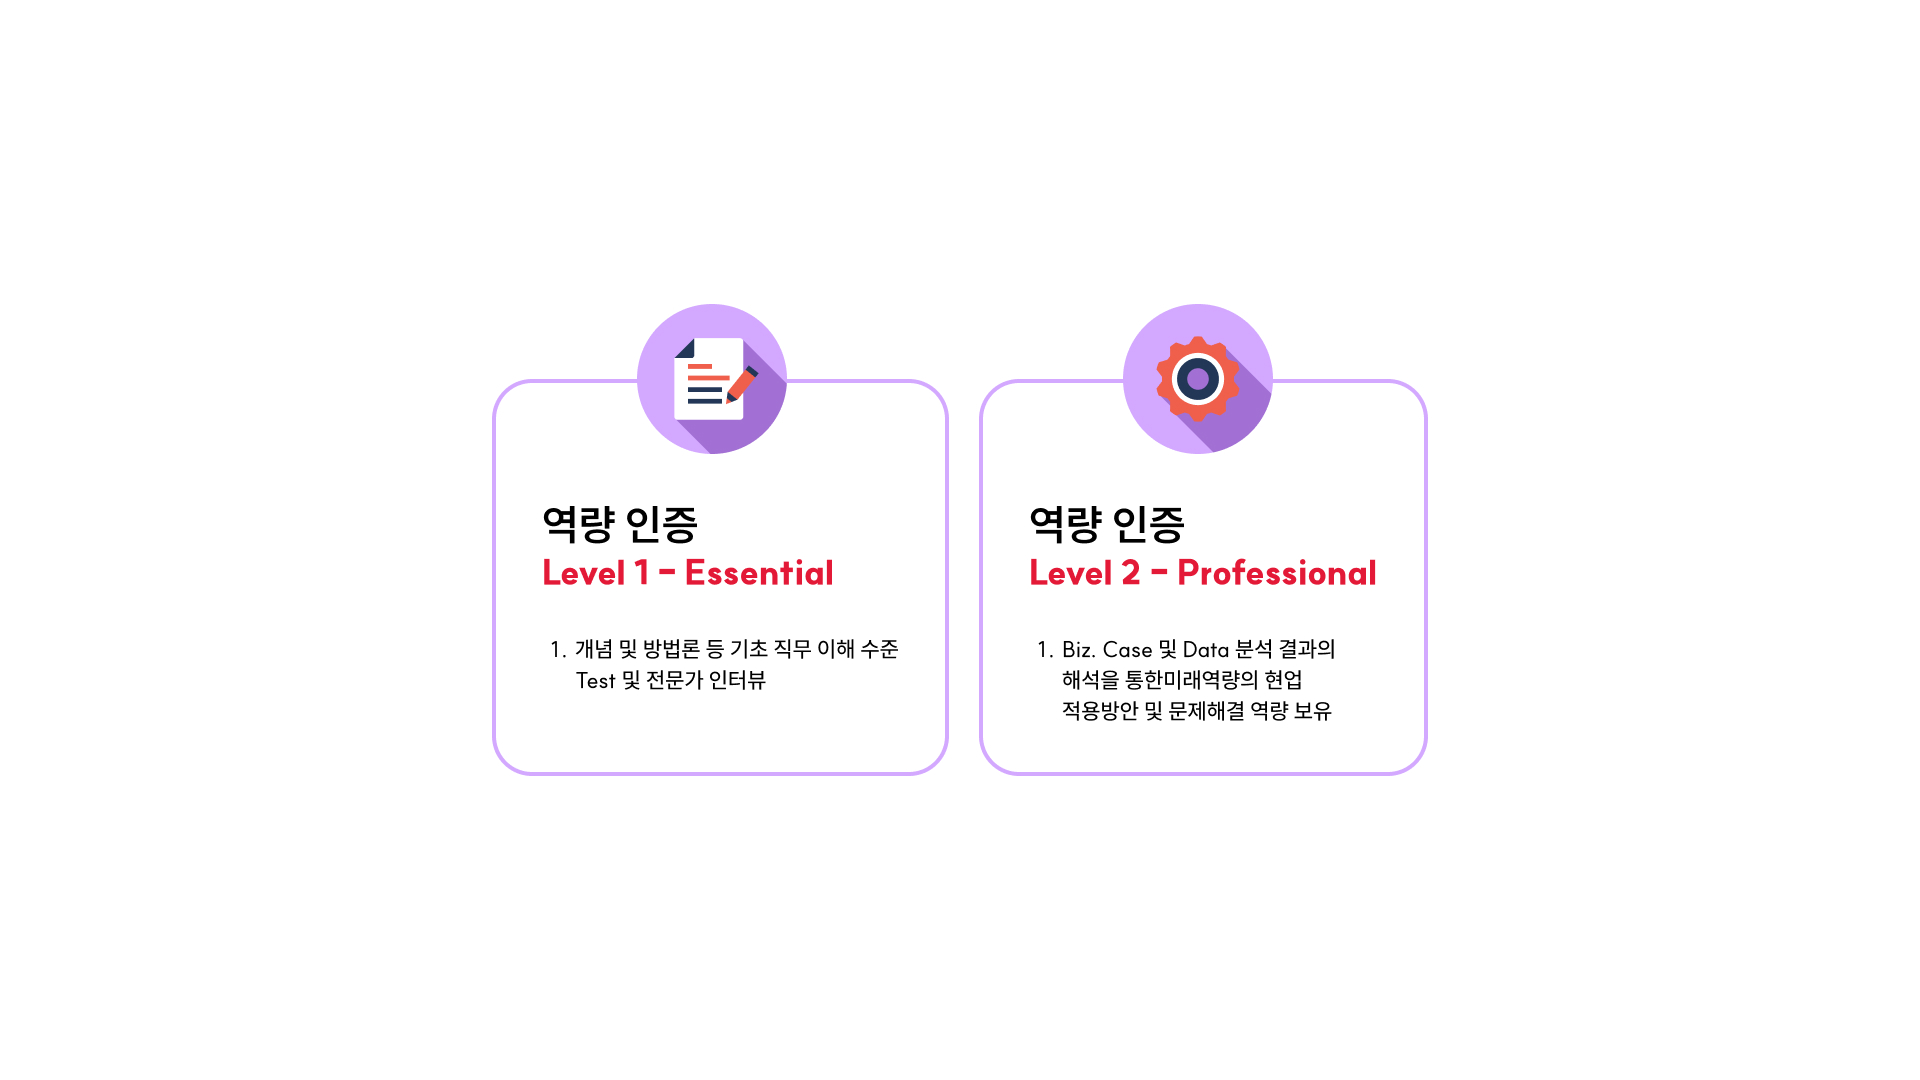 역량 인증
Level 1 – Essential
1. 개념 및 방법론 등 기초 직무 이해 수준
Test 및 전문가 인터뷰
역량 인증
Level 2 – Professional
1. Biz. Case 및 Data 분석 결과의
해석을 통한미래역량의 현업
적용방안 및 문제해결 역량 보유